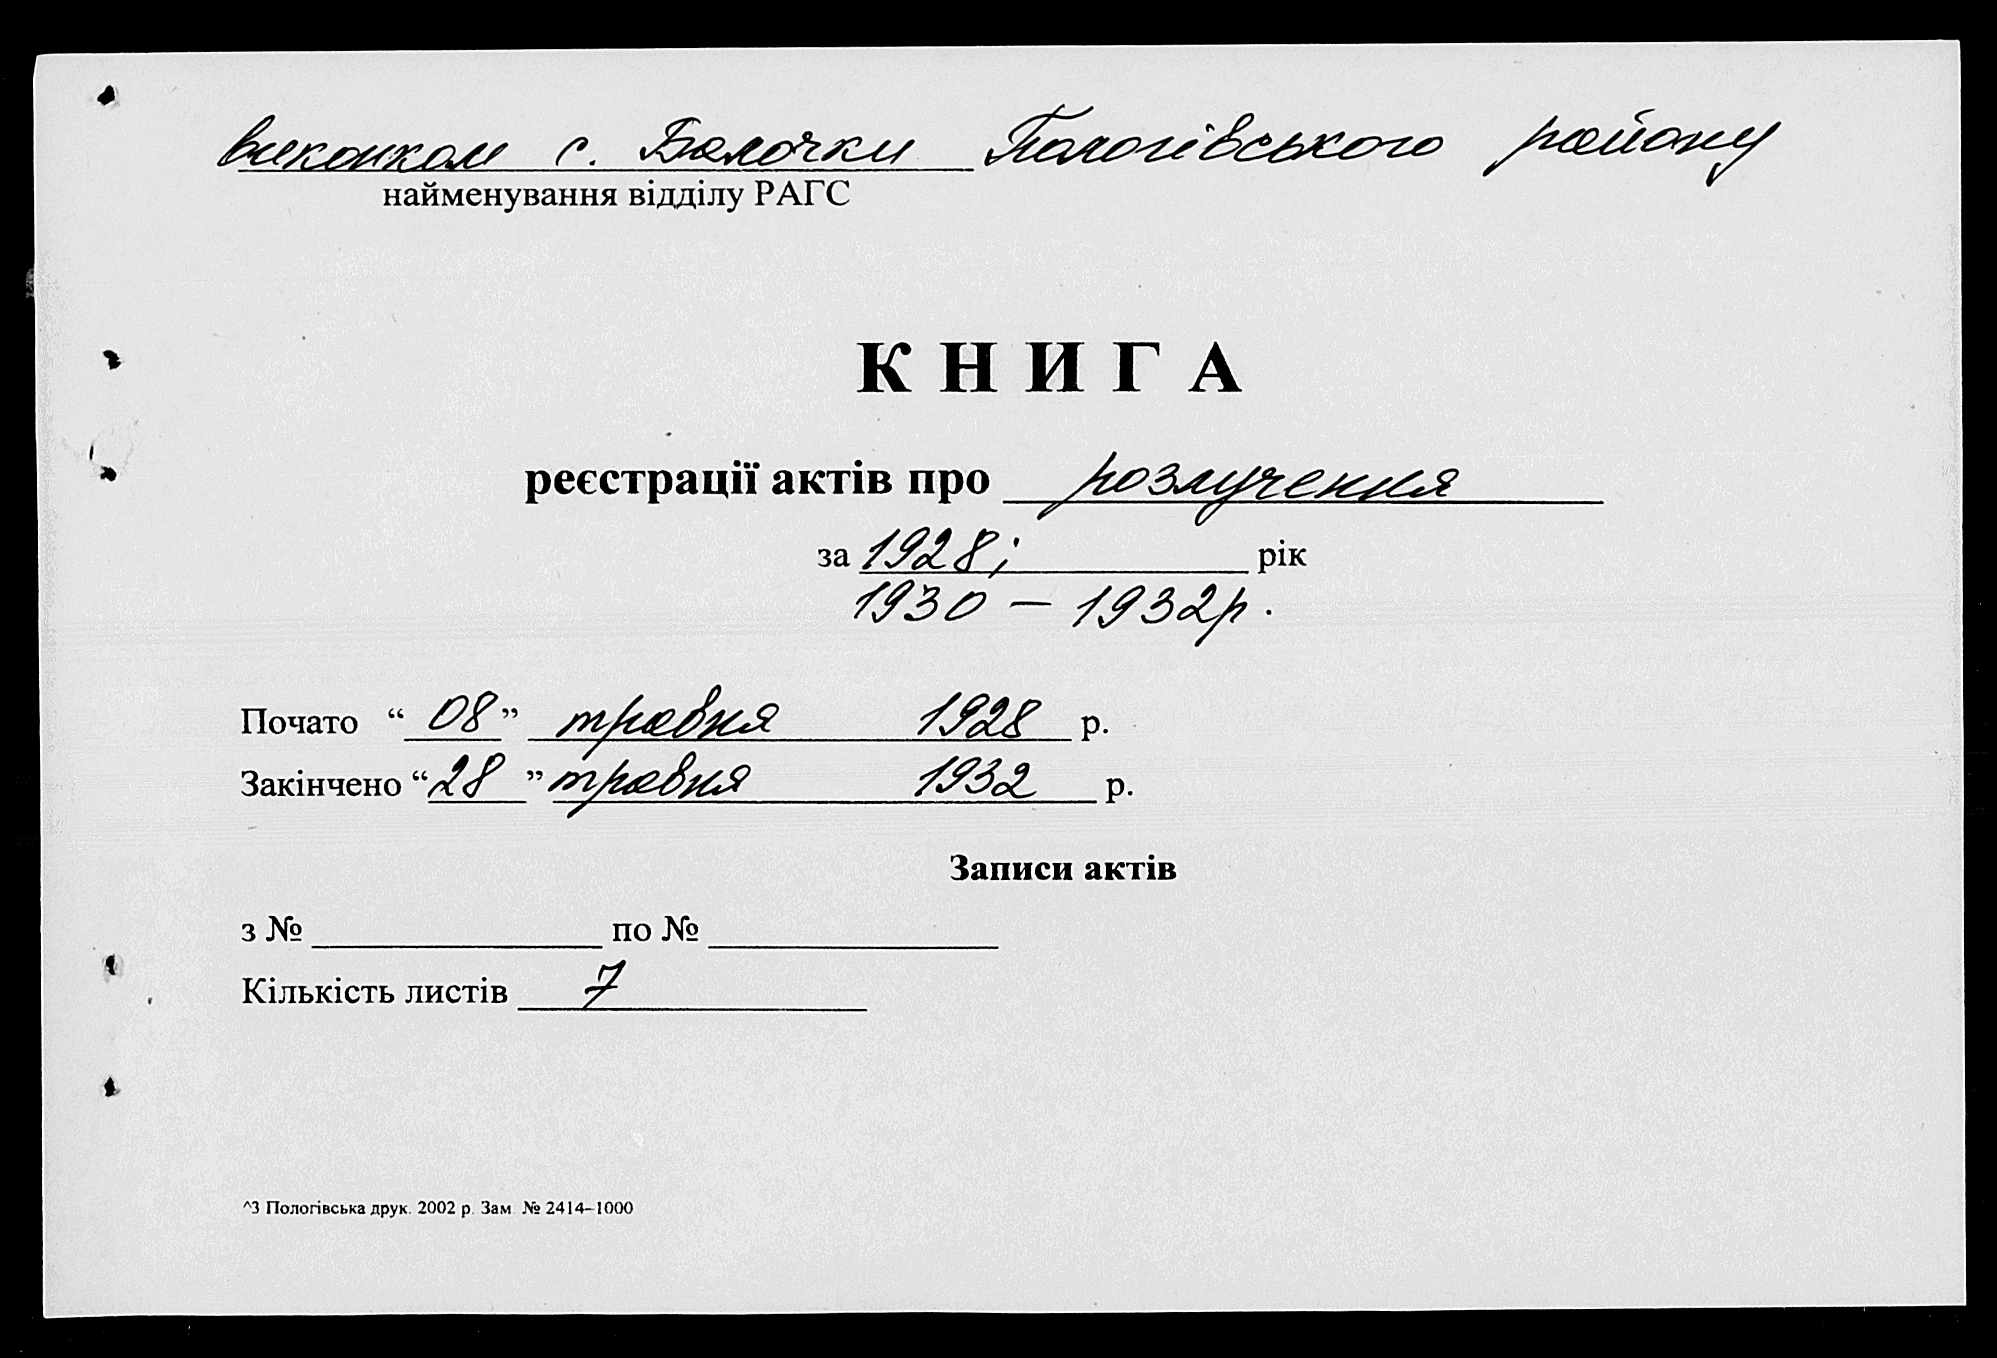 виконком с. Балочки Пологівського району
найменування відділу РАГС
КНИГА
реєстрації актів про розлучення
за 1928; рік
1930 – 1932р.
Почато “ 08 ” травня 1928 р.
Закінчено “ 28 ” травня 1932 р.
Записи актів
з № по №
Кількість листів 7
^3 Пологівська друк. 2002 р. Зам. № 2414–1000